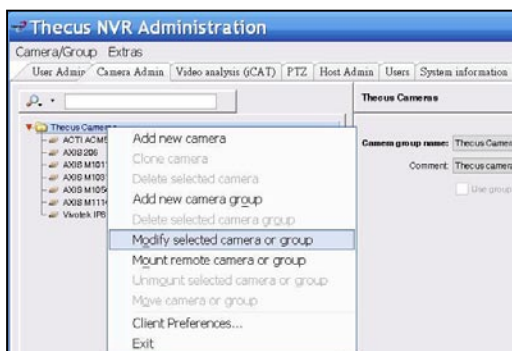 Thecus NVR Administration
Camera/Group Extras
User Admin Camera Admin Video analysis (iCAT) PTZ Host Admin Users System information
Thecus Cameras
Thecus Camera
ACTI ACM5
AXIS 206
AXIS M101
AXIS M103
AXIS M105
AXIS M111
Vivotek IP8
Add new camera
Clone camera
Delete selected camera
Add new camera group
Delete selected camera group
Modify selected camera or group
Mount remote camera or group
Unmount selected camera or group
Move camera or group
Client Preferences...
Exit
Camera group name: Thecus Camer
Comment: Thecus camera
Use group